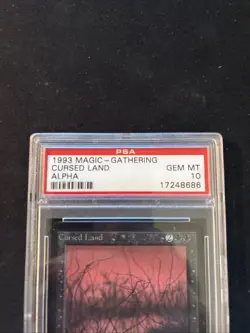 PSA
1993 MAGIC - GATHERING
CURSED LAND GEM MT
ALPHA 10
17248686
Cursed Land